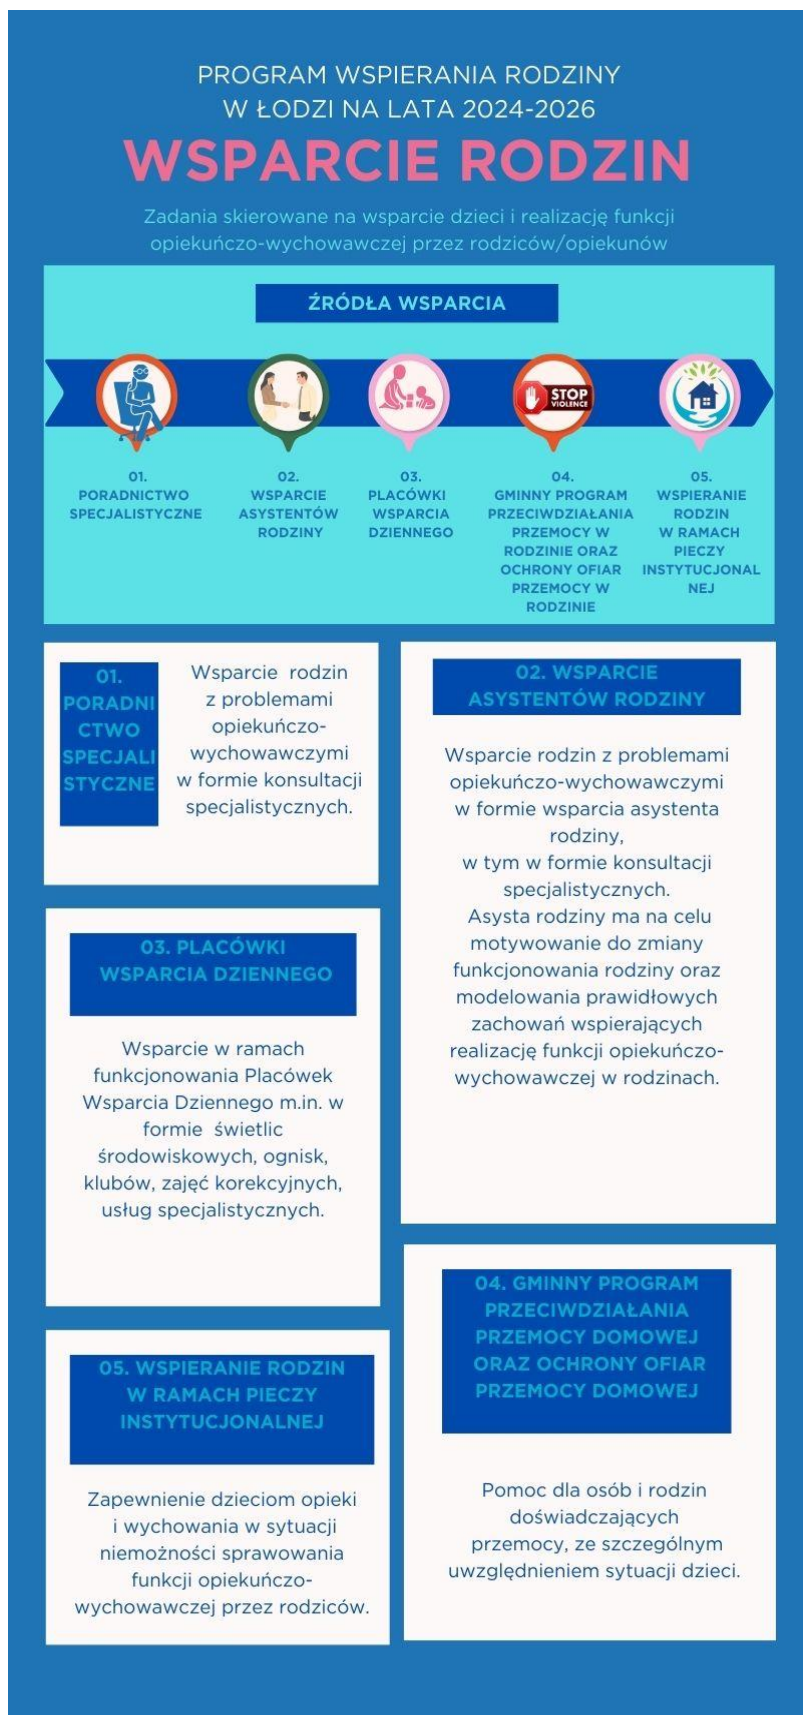 PROGRAM WSPIERANIA RODZINY
W ŁODZI NA LATA 2024-2026
WSPARCIE RODZIN
Zadania skierowane na wsparcie dzieci i realizację funkcji
opiekuńczo-wychowawczej przez rodziców/opiekunów
ŹRÓDŁA WSPARCIA
STOP
VIOLENCE
01.
PORADNICTWO
SPECJALISTYCZNE
02.
WSPARCIE
ASYSTENTÓW
RODZINY
03.
PLACÓWKI
WSPARCIA
DZIENNEGO
04.
GMINNY PROGRAM
PRZECIWDZIAŁANIA
PRZEMOCY W
RODZINIE ORAZ
OCHRONY OFIAR
PRZEMOCY W
RODZINIE
05.
WSPIERANIE
RODZIN
W RAMACH
PIECZY
INSTYTUCJONAL
NEJ
01.
PORADNI
CTWO
SPECJALI
STYCZNE
Wsparcie rodzin
z problemami
opiekuńczo-
wychowawczymi
w formie konsultacji
specjalistycznych.
02. WSPARCIE
ASYSTENTÓW RODZINY
Wsparcie rodzin z problemami
opiekuńczo-wychowawczymi
w formie wsparcia asystenta
rodziny,
w tym w formie konsultacji
specjalistycznych.
Asysta rodziny ma na celu
motywowanie do zmiany
funkcjonowania rodziny oraz
modelowania prawidłowych
zachowań wspierających
realizację funkcji opiekuńczo-
wychowawczej w rodzinach.
03. PLACÓWKI
WSPARCIA DZIENNEGO
Wsparcie w ramach
funkcjonowania Placówek
Wsparcia Dziennego m.in. w
formie świetlic
środowiskowych, ognisk,
klubów, zajęć korekcyjnych,
usług specjalistycznych.
04. GMINNY PROGRAM
PRZECIWDZIAŁANIA
PRZEMOCY DOMOWEJ
ORAZ OCHRONY OFIAR
PRZEMOCY DOMOWEJ
Pomoc dla osób i rodzin
doświadczających
przemocy, ze szczególnym
uwzględnieniem sytuacji dzieci.
05. WSPIERANIE RODZIN
W RAMACH PIECZY
INSTYTUCJONALNEJ
Zapewnienie dzieciom opieki
i wychowania w sytuacji
niemożności sprawowania
funkcji opiekuńczo-
wychowawczej przez rodziców.